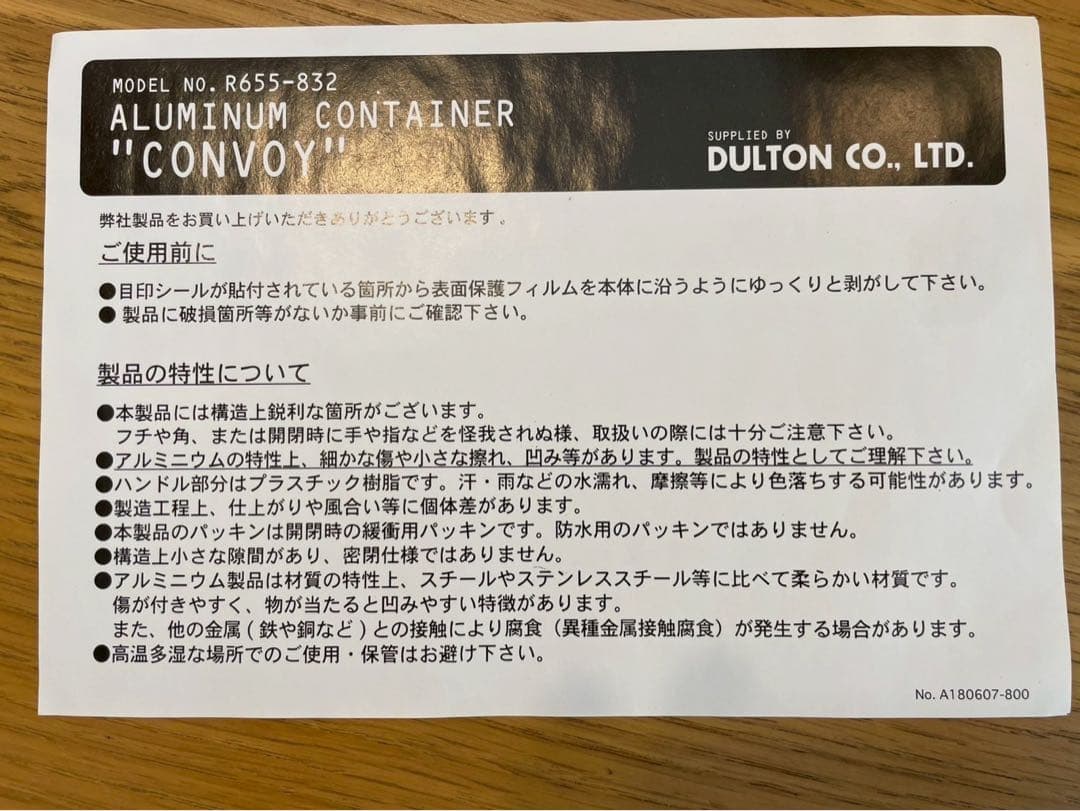 MODEL NO. R655-832
ALUMINUM CONTAINER
"CONVOY"
SUPPLIED BY
DULTON CO., LTD.
弊社製品をお買い上げいただきありがとうございます。
ご使用前に
●目印シールが貼付されている箇所から表面保護フィルムを本体に沿うようにゆっくりと剥がして下さい。
● 製品に破損箇所等がないか事前にご確認下さい。
製品の特性について
●本製品には構造上鋭利な箇所がございます。
フチや角、または開閉時に手や指などを怪我されぬ様、取扱いの際には十分ご注意下さい。
●アルミニウムの特性上、細かな傷や小さな擦れ、凹み等があります。製品の特性としてご理解下さい。
●ハンドル部分はプラスチック樹脂です。汗・雨などの水濡れ、摩擦等により色落ちする可能性があります。
●製造工程上、仕上がりや風合い等に個体差があります。
●本製品のパッキンは開閉時の緩衝用パッキンです。防水用のパッキンではありません。
●構造上小さな隙間があり、密閉仕様ではありません。
●アルミニウム製品は材質の特性上、スチールやステンレススチール等に比べて柔らかい材質です。
傷が付きやすく、物が当たると凹みやすい特徴があります。
また、他の金属 ( 鉄や銅など ) との接触により腐食（異種金属接触腐食）が発生する場合があります。
●高温多湿な場所でのご使用・保管はお避け下さい。
No. A180607-800